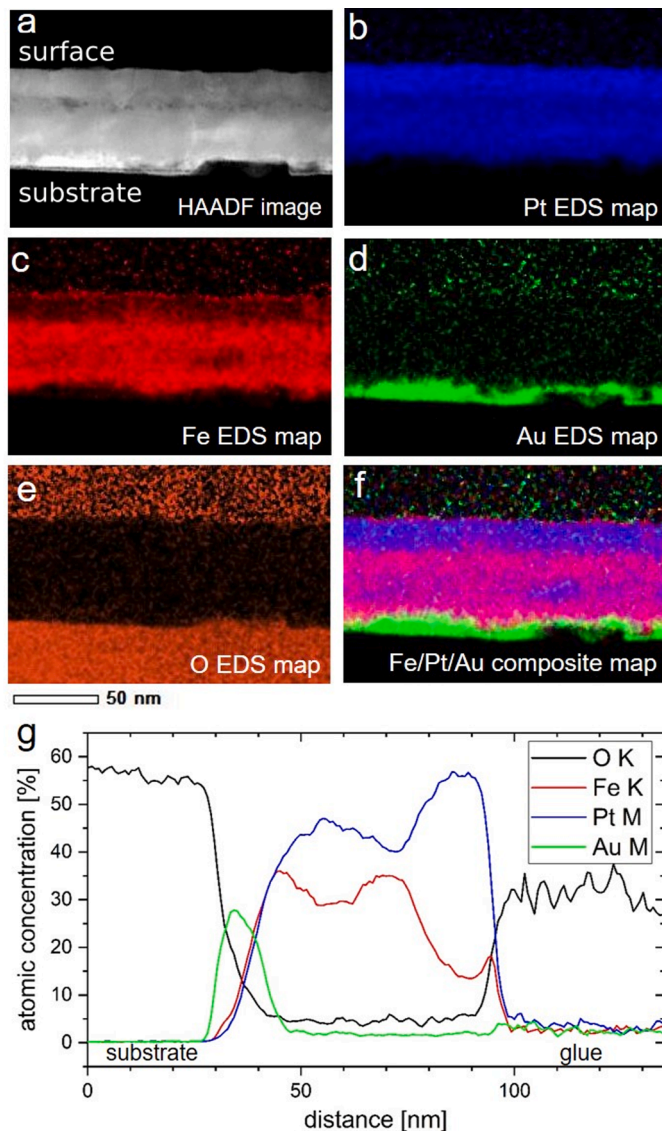 a
surface
substrate
HAADF image
b
Pt EDS map
c
Fe EDS map
d
Au EDS map
e
O EDS map
f
Fe/Pt/Au composite map
50 nm
g
60
50
40
30
20
10
5
0
atomic concentration [%]
O K
Fe K
Pt M
Au M
substrate
glue
0
50
100
distance [nm]